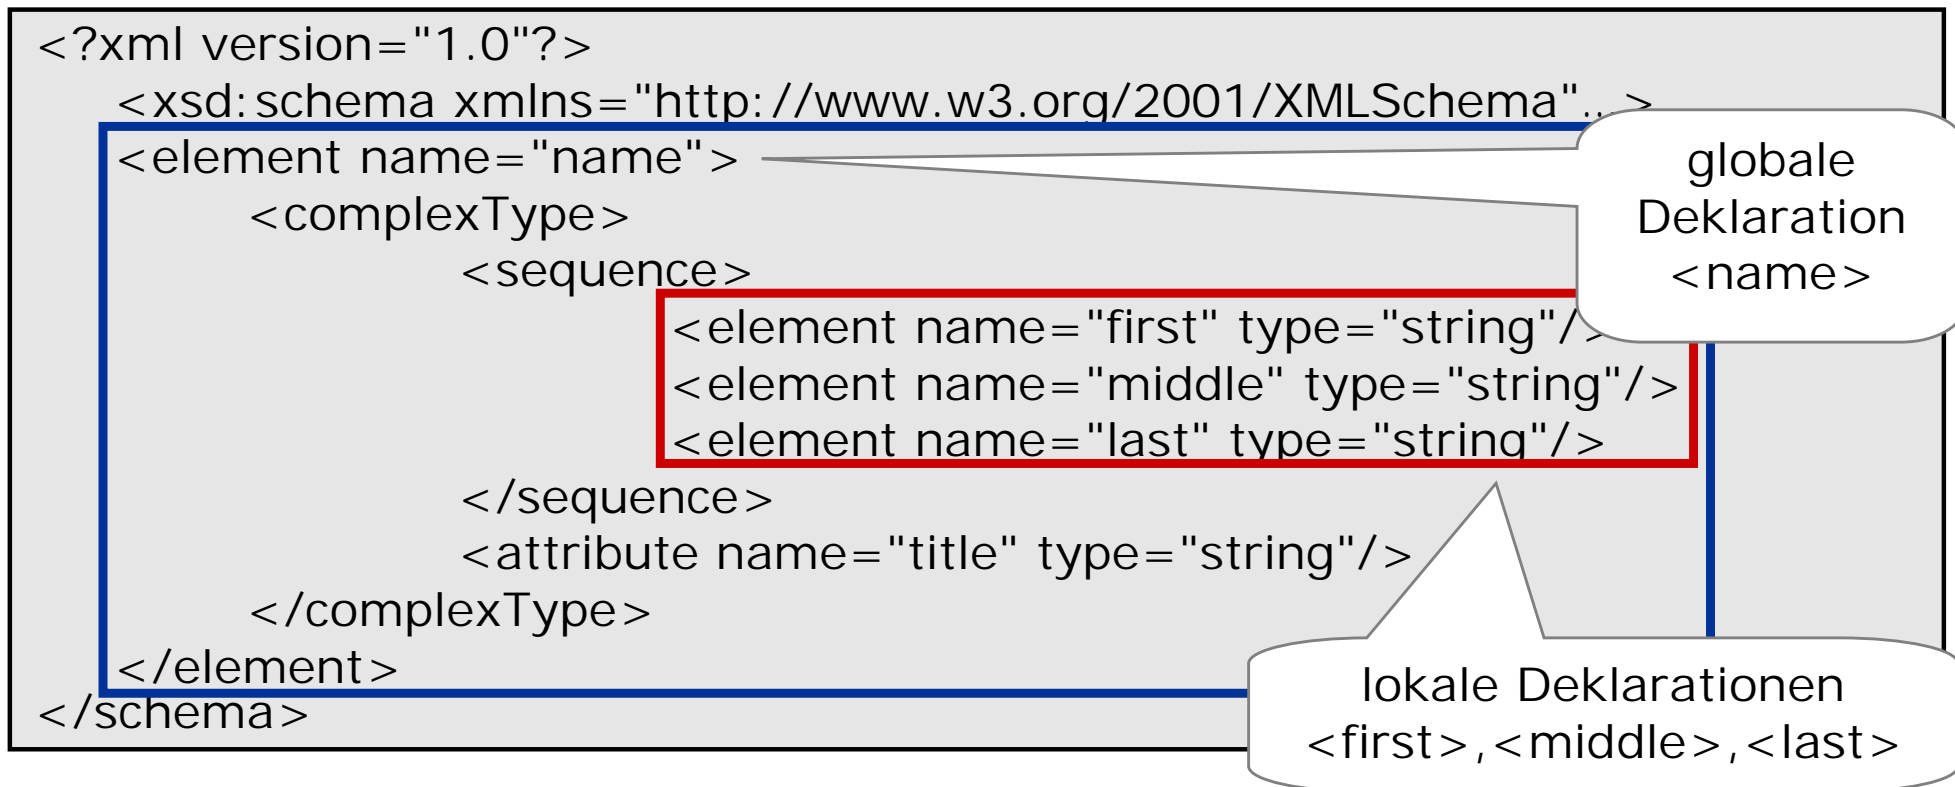 <?xml version="1.0"?>
<xsd:schema xmlns="http://www.w3.org/2001/XMLSchema"...>
<element name="name">
<complexType>
<sequence>
<element name="first" type="string"/>
<element name="middle" type="string"/>
<element name="last" type="string"/>
</sequence>
<attribute name="title" type="string"/>
</complexType>
</element>
</schema>
globale
Deklaration
<name>
lokale Deklarationen
<first>,<middle>,<last>